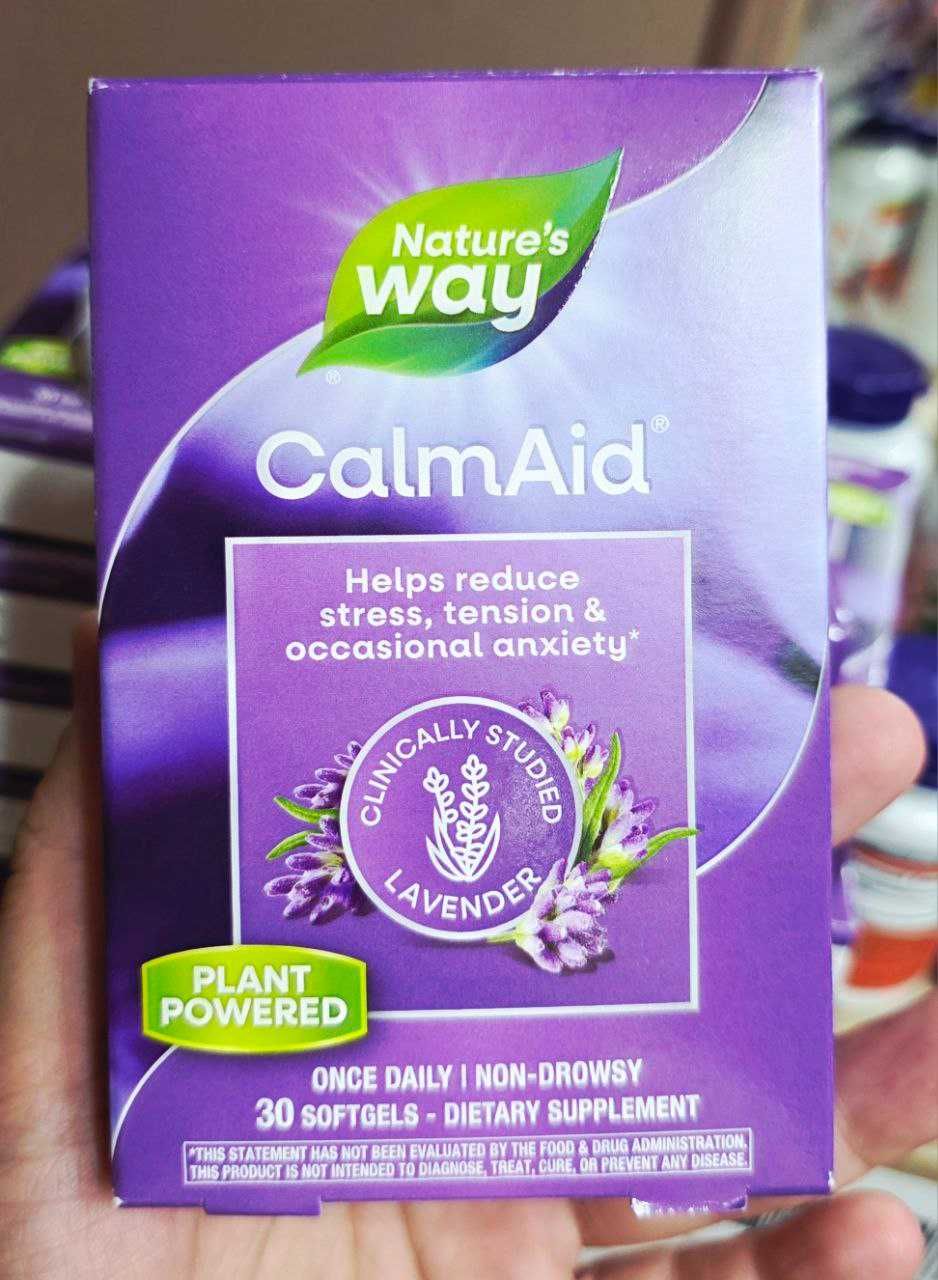 Nature's
way
®
CalmAid®
Helps reduce
stress, tension &
occasional anxiety*
CLINICALLY STUDIED
LAVENDER
PLANT
POWERED
ONCE DAILY | NON-DROWSY
30 SOFTGELS - DIETARY SUPPLEMENT
*THIS STATEMENT HAS NOT BEEN EVALUATED BY THE FOOD & DRUG ADMINISTRATION.
THIS PRODUCT IS NOT INTENDED TO DIAGNOSE, TREAT, CURE, OR PREVENT ANY DISEASE.